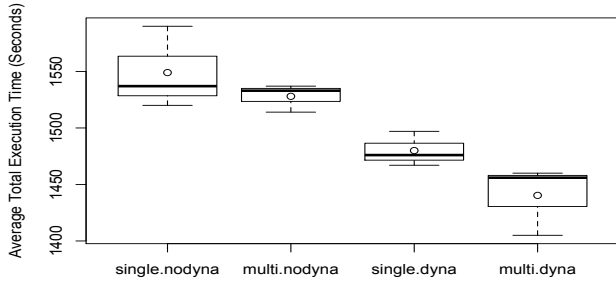 Average Total Execution Time (Seconds)
1550
1500
1450
1400
single.nodyna multi.nodyna single.dyna multi.dyna